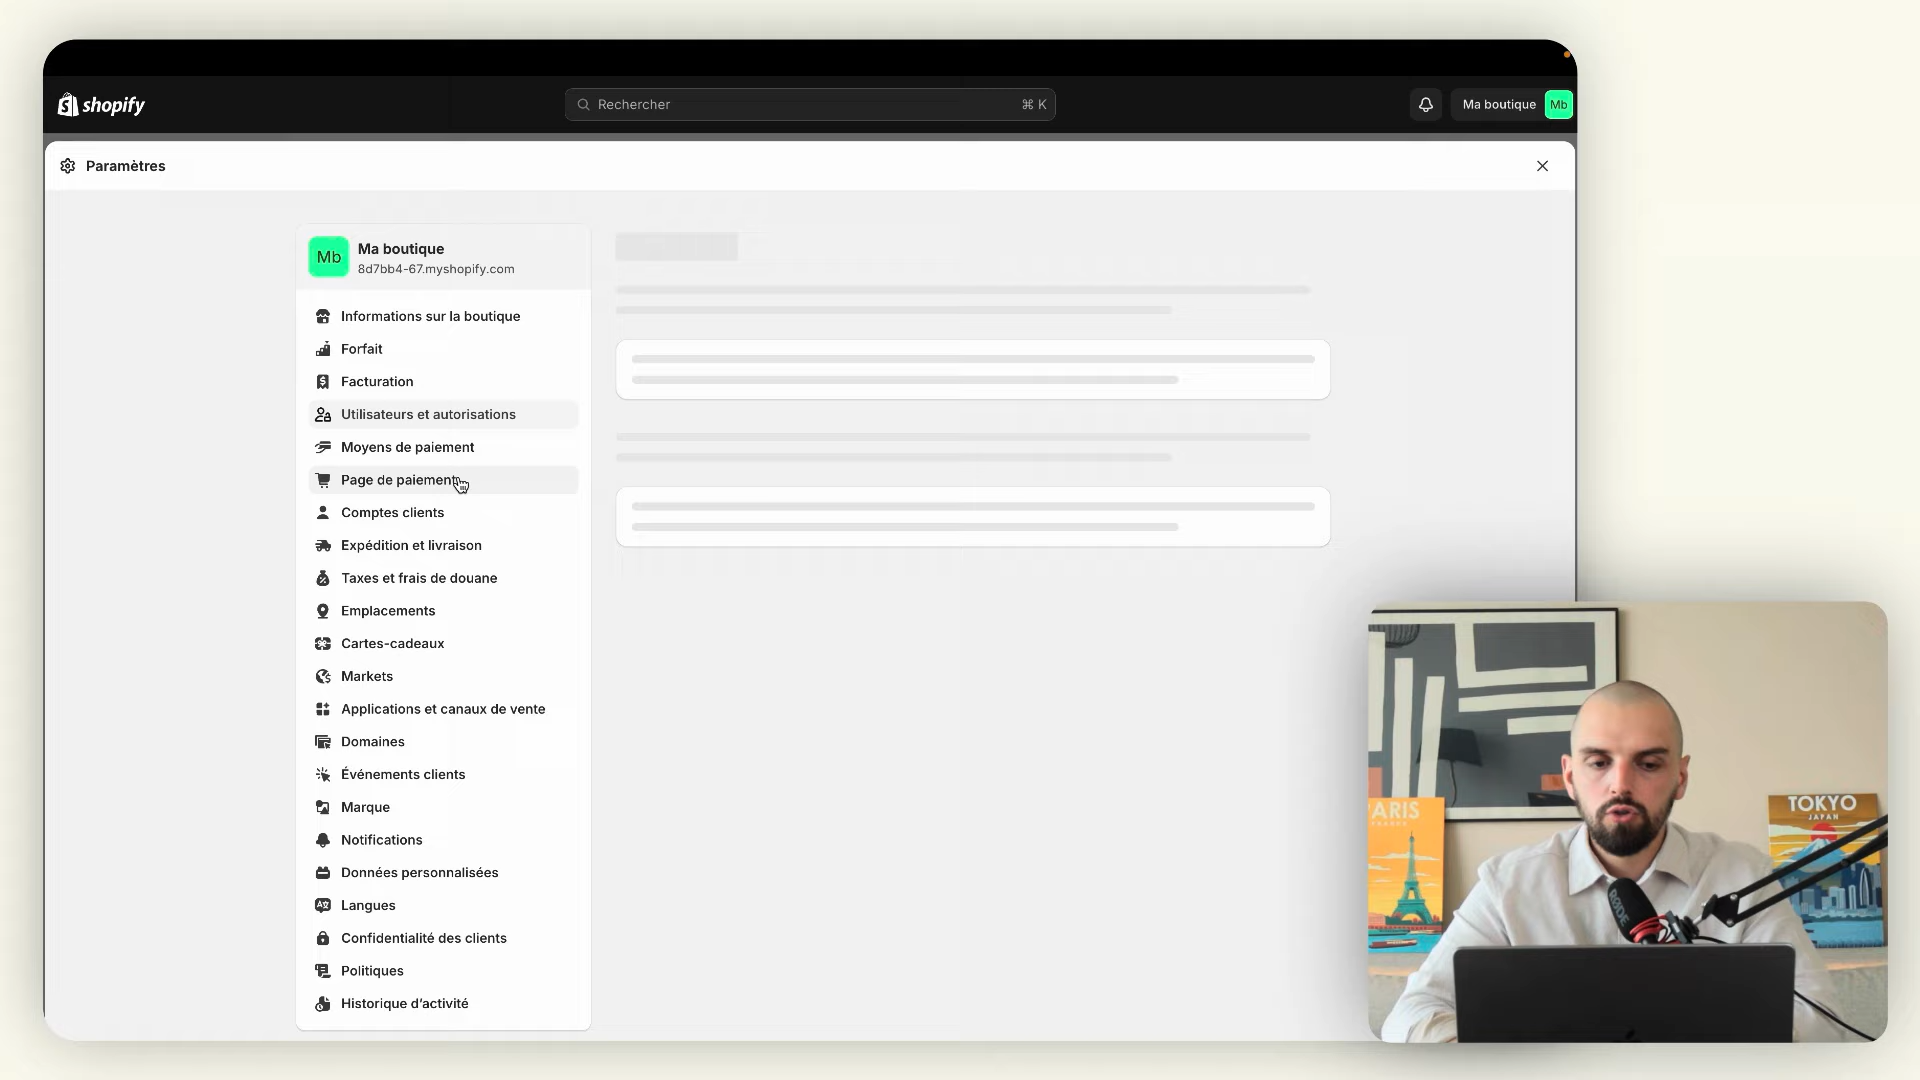 shopify
Rechercher
⌘ K
Ma boutique
Mb
Paramètres
Mb
Ma boutique
8d7bb4-67.myshopify.com
Informations sur la boutique
Forfait
Facturation
Utilisateurs et autorisations
Moyens de paiement
Page de paiement
Comptes clients
Expédition et livraison
Taxes et frais de douane
Emplacements
Cartes-cadeaux
Markets
Applications et canaux de vente
Domaines
Événements clients
Marque
Notifications
Données personnalisées
Langues
Confidentialité des clients
Politiques
Historique d'activité
ARIS
FRANCE
TOKYO
JAPAN
RØDE